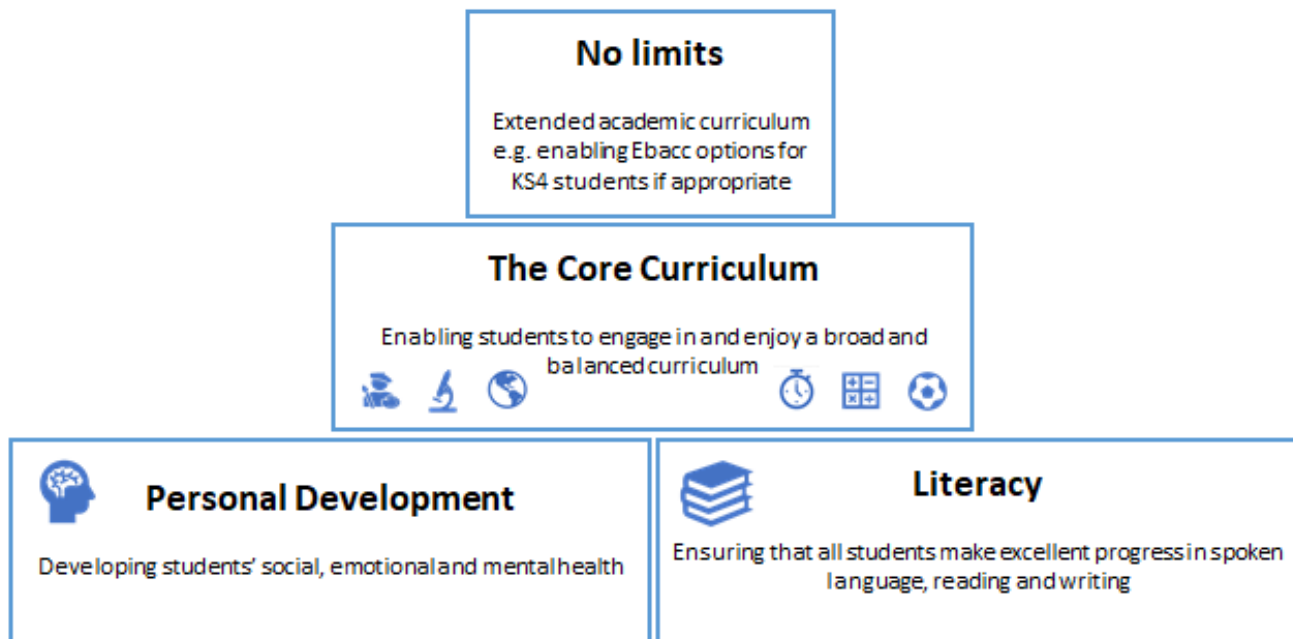 No limits
Extended academic curriculum
e.g. enabling Ebacc options for
KS4 students if appropriate
The Core Curriculum
Enabling students to engage in and enjoy a broad and
balanced curriculum
Personal Development
Developing students' social, emotional and mental health
Literacy
Ensuring that all students make excellent progress in spoken
language, reading and writing